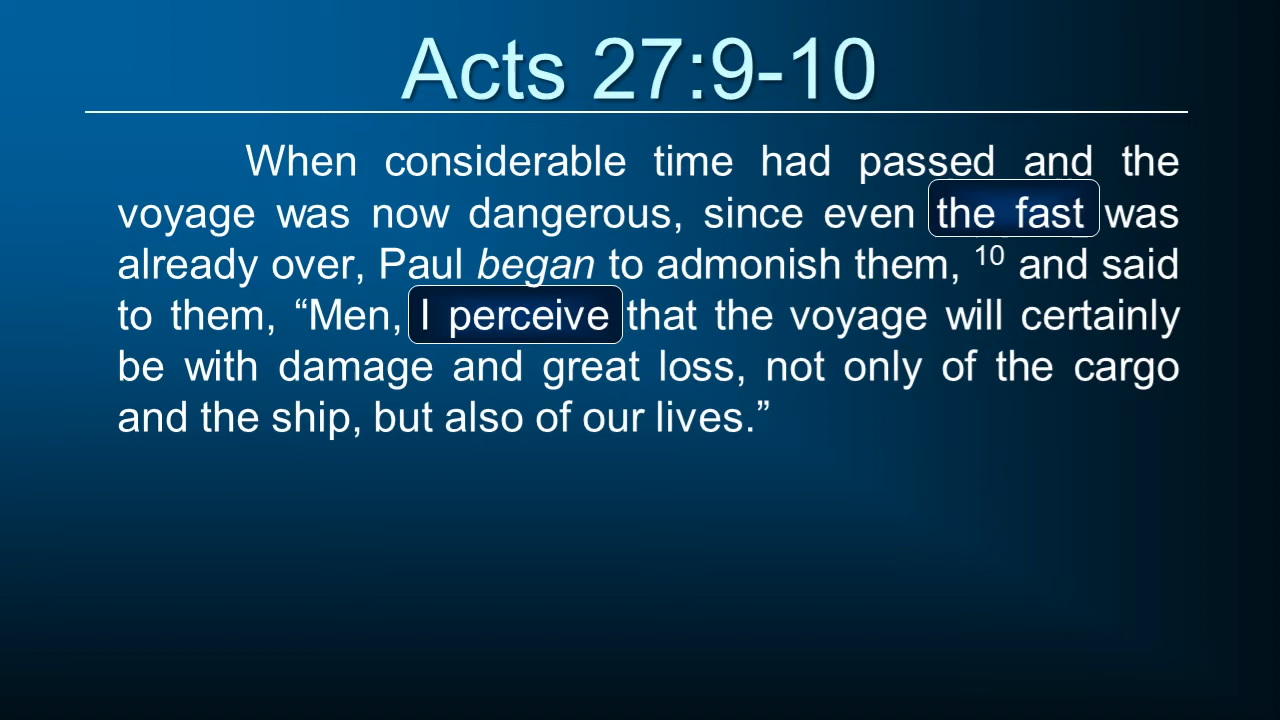 Acts 27:9-10
When considerable time had passed and the
voyage was now dangerous, since even the fast was
already over, Paul began to admonish them, 10 and said
to them, “Men, I perceive that the voyage will certainly
be with damage and great loss, not only of the cargo
and the ship, but also of our lives.”